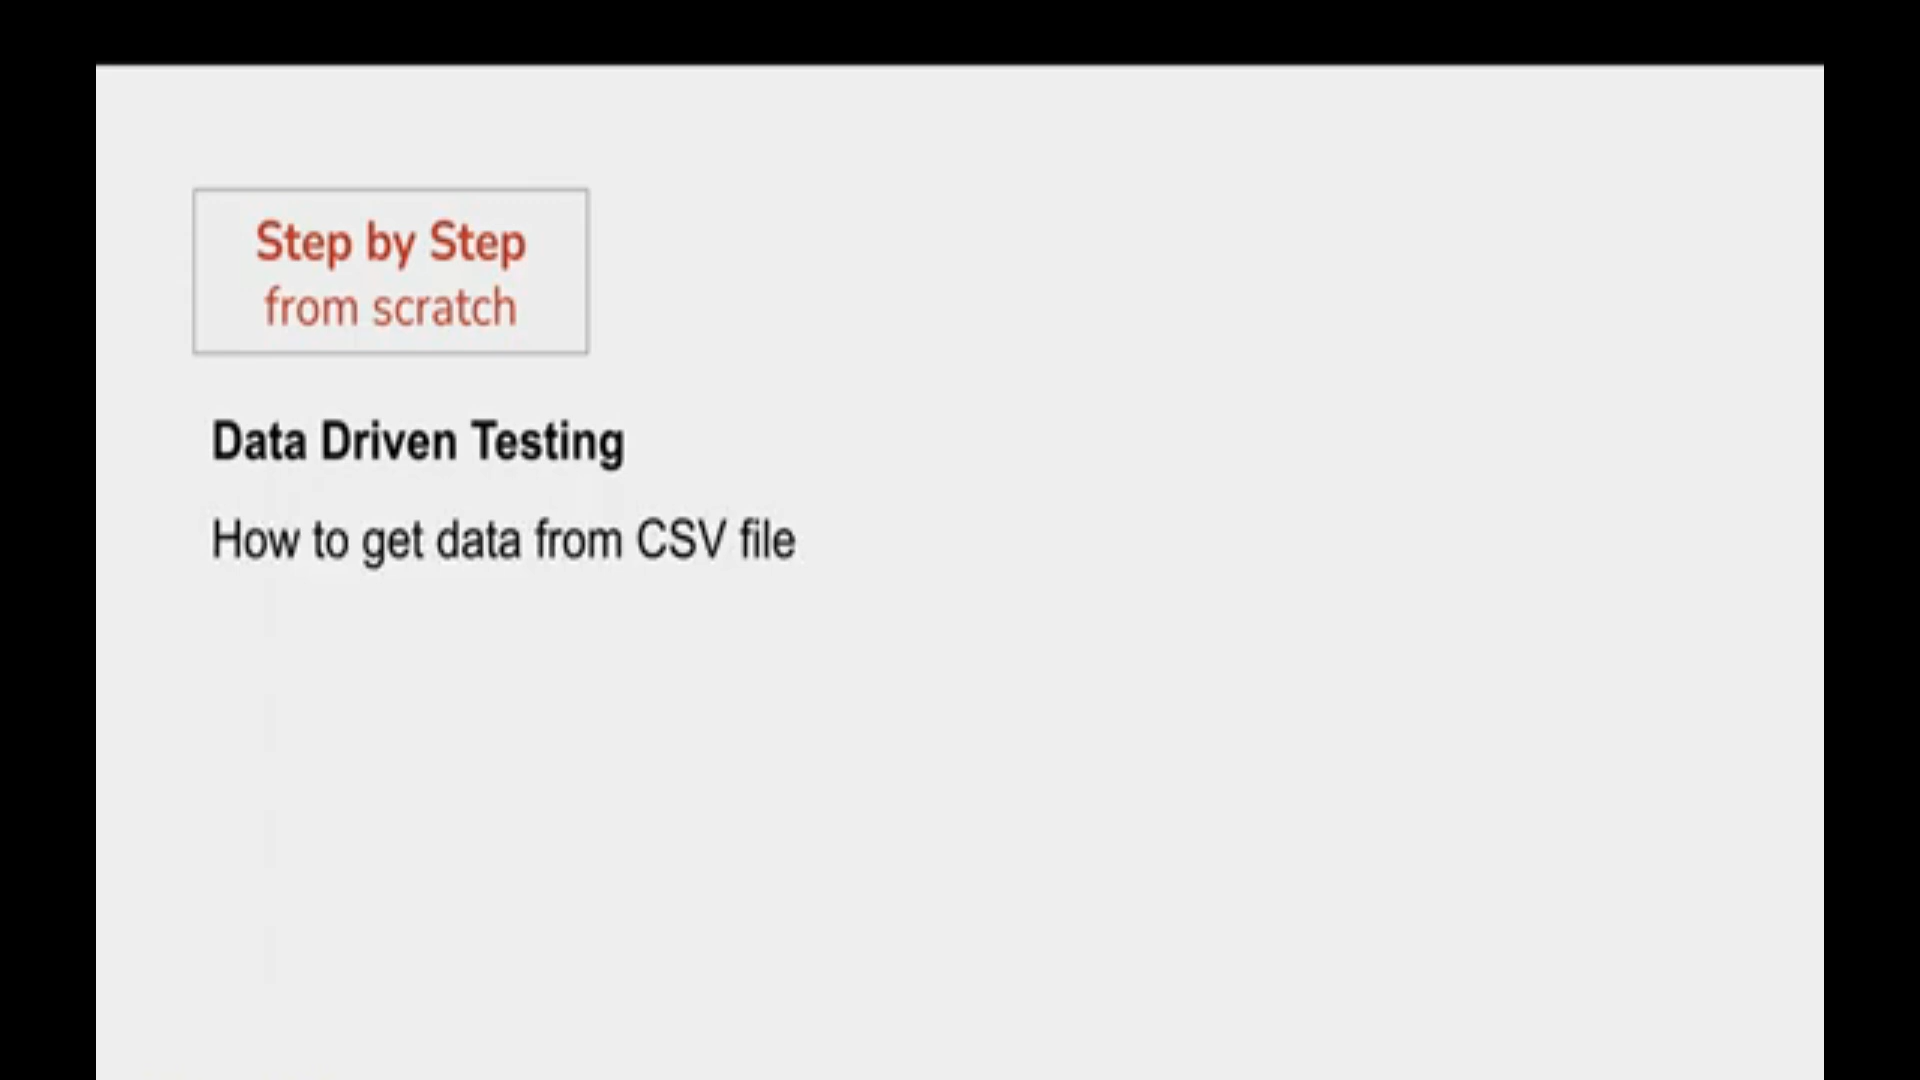 Step by Step
from scratch
Data Driven Testing
How to get data from CSV file